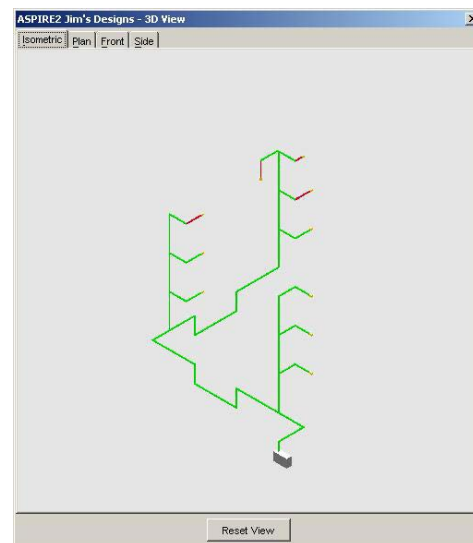 ASPIRE2 Jim's Designs - 3D View
Isometric Plan Front Side
Reset View